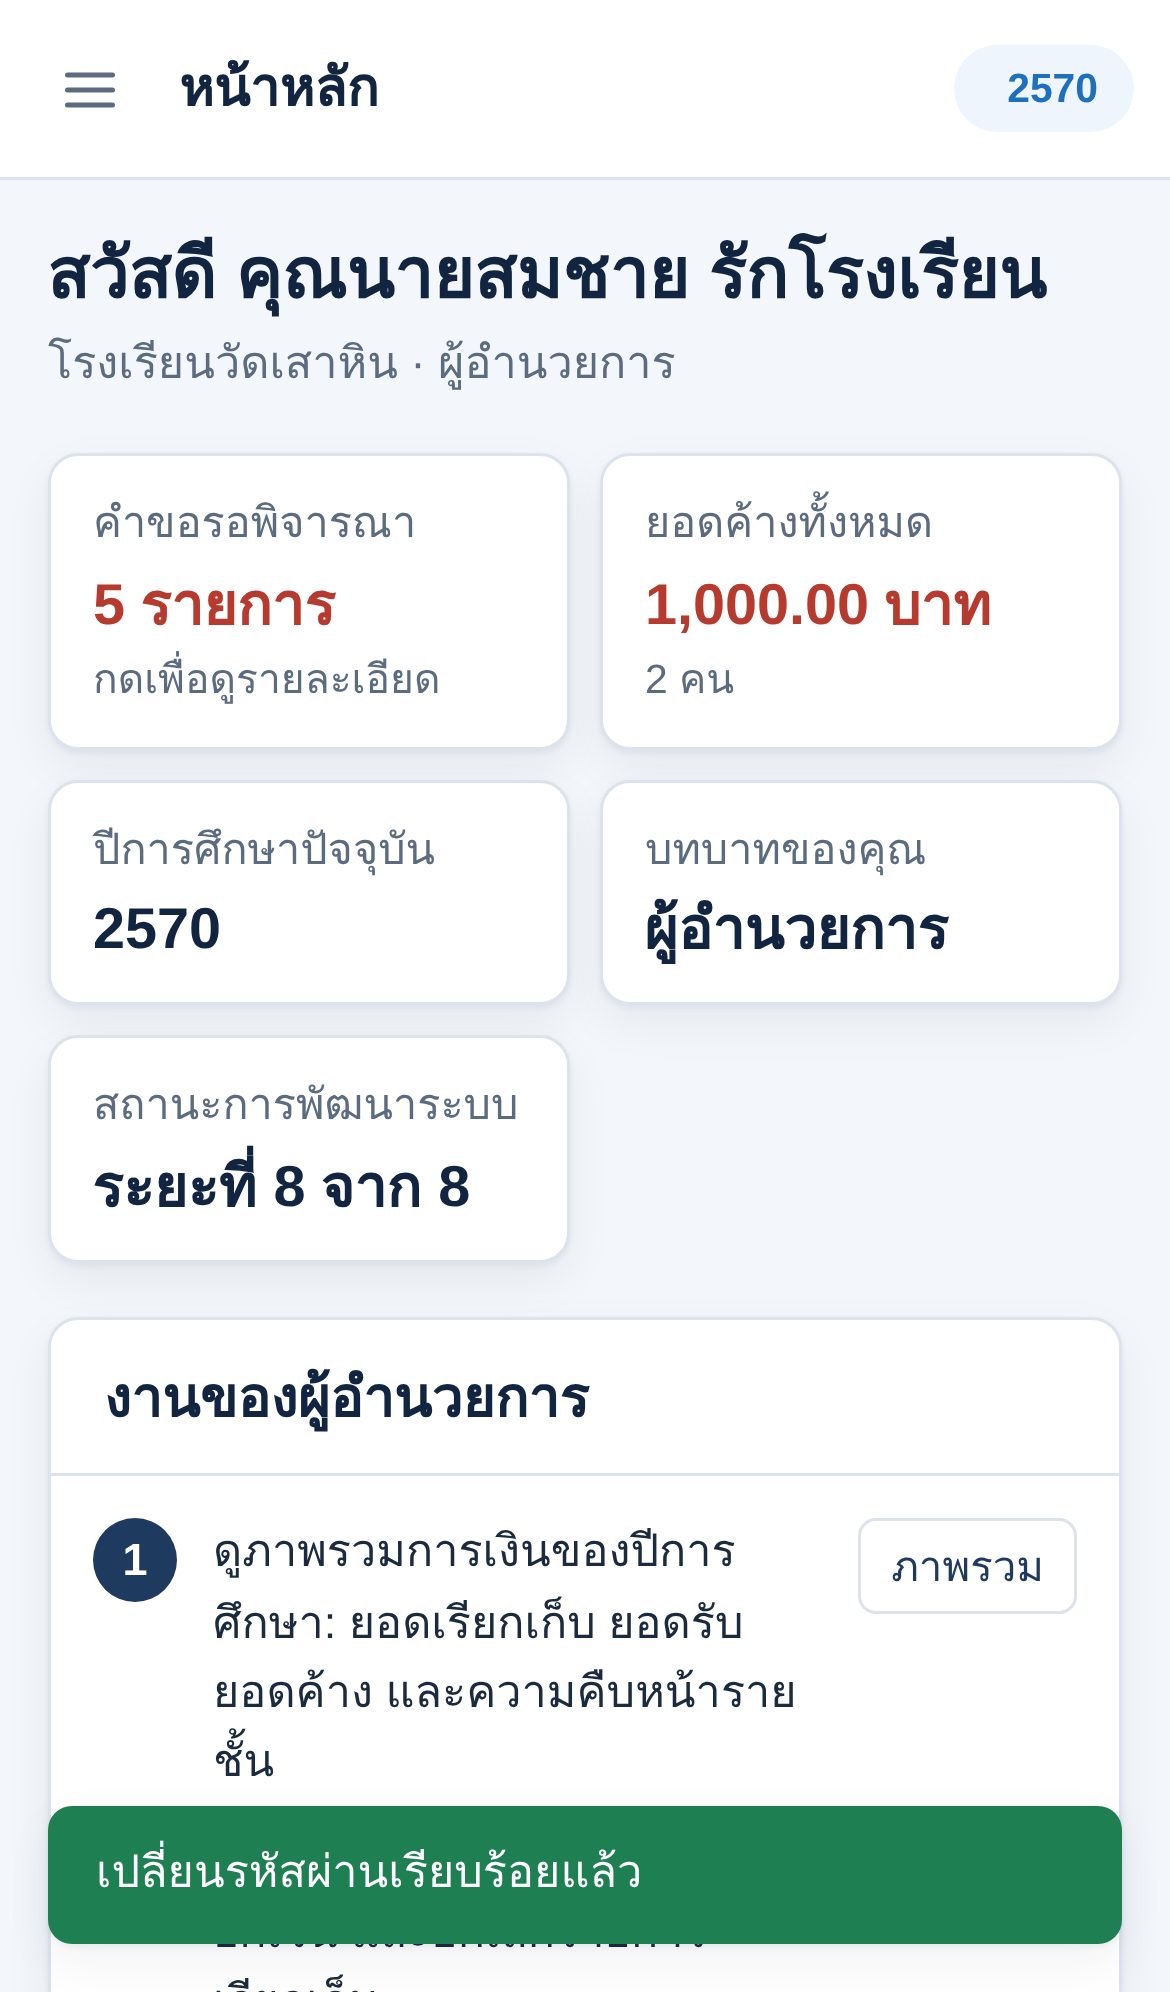 หน้าหลัก
2570
สวัสดี คุณนายสมชาย รักโรงเรียน
โรงเรียนวัดเสาหิน · ผู้อำนวยการ
คำขอรอพิจารณา
5 รายการ
กดเพื่อดูรายละเอียด
ยอดค้างทั้งหมด
1,000.00 บาท
2 คน
ปีการศึกษาปัจจุบัน
2570
บทบาทของคุณ
ผู้อำนวยการ
สถานะการพัฒนาระบบ
ระยะที่ 8 จาก 8
งานของผู้อำนวยการ
1
ดูภาพรวมการเงินของปีการ
ศึกษา: ยอดเรียกเก็บ ยอดรับ
ยอดค้าง และความคืบหน้าราย
ชั้น
ภาพรวม
เปลี่ยนรหัสผ่านเรียบร้อยแล้ว